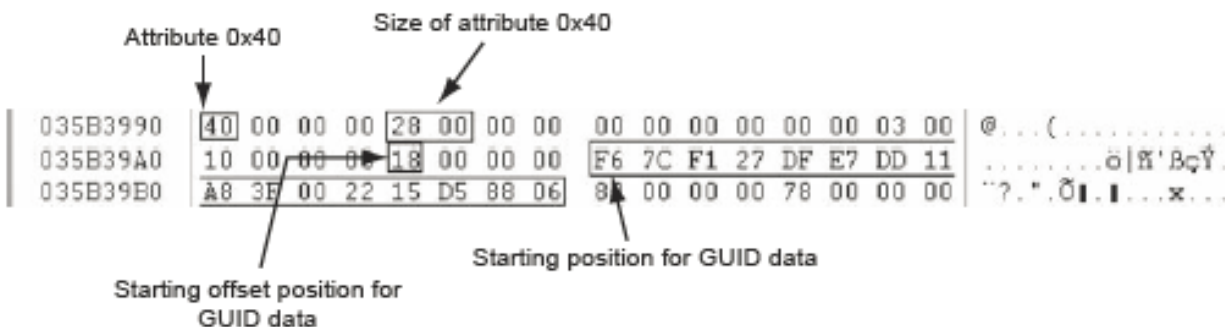 Attribute 0x40
Size of attribute 0x40
035B3990 40 00 00 00 28 00 00 00 00 00 00 00 00 00 03 00 @...(...........
035B39A0 10 00 00 00 18 00 00 00 F6 7C F1 27 DF E7 DD 11 ........ö|ñ'ßçÝ.
035B39B0 A8 3F 00 22 15 D5 88 06 00 00 00 78 00 00 00 ¨?.".Õ...x...
Starting position for GUID data
Starting offset position for
GUID data